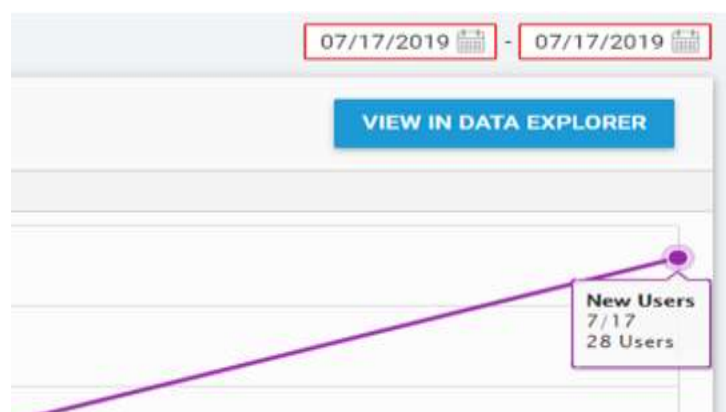 07/17/2019 - 07/17/2019
VIEW IN DATA EXPLORER
New Users
7/17
28 Users